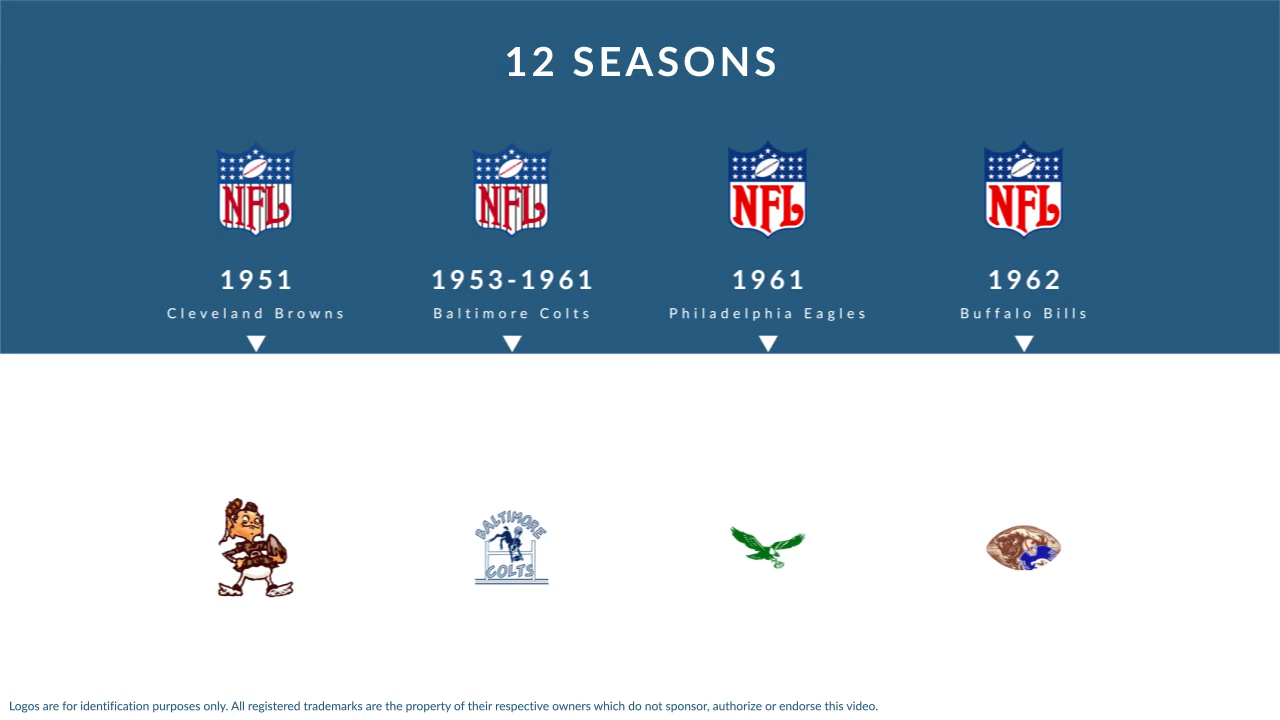 12 SEASONS
NFL NFL NFL NFL
1951 1953-1961 1961 1962
Cleveland Browns Baltimore Colts Philadelphia Eagles Buffalo Bills
BALTIMORE
COLTS
Logos are for identification purposes only. All registered trademarks are the property of their respective owners which do not sponsor, authorize or endorse this video.